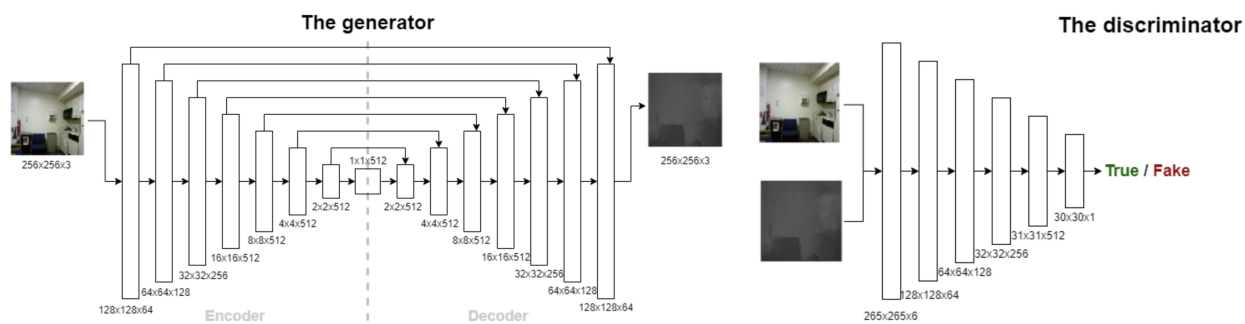 The generator
The discriminator
256x256x3
128x128x64
64x64x128
32x32x256
16x16x512
8x8x512
4x4x512
2x2x512
1x1x512
2x2x512
4x4x512
8x8x512
16x16x512
32x32x256
64x64x128
128x128x64
256x256x3
Encoder
Decoder
265x265x6
128x128x64
64x64x128
32x32x256
31x31x512
30x30x1
True / Fake